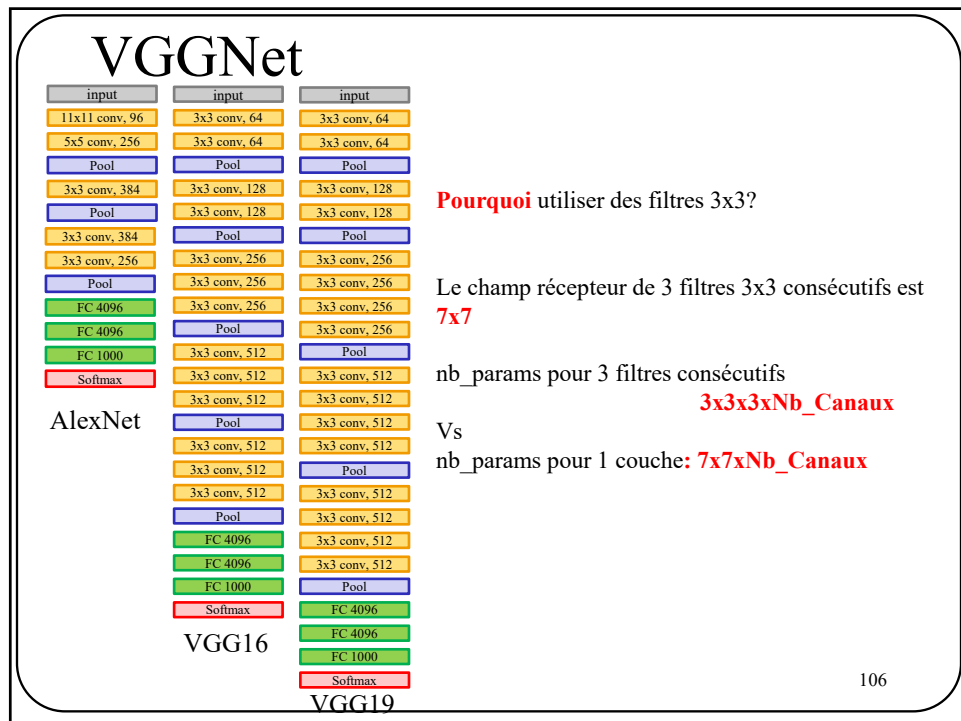 VGGNet
input
11x11 conv, 96
5x5 conv, 256
Pool
3x3 conv, 384
Pool
3x3 conv, 384
3x3 conv, 256
Pool
FC 4096
FC 4096
FC 1000
Softmax
AlexNet
input
3x3 conv, 64
3x3 conv, 64
Pool
3x3 conv, 128
3x3 conv, 128
Pool
3x3 conv, 256
3x3 conv, 256
3x3 conv, 256
Pool
3x3 conv, 512
3x3 conv, 512
3x3 conv, 512
Pool
3x3 conv, 512
3x3 conv, 512
3x3 conv, 512
Pool
FC 4096
FC 4096
FC 1000
Softmax
VGG16
input
3x3 conv, 64
3x3 conv, 64
Pool
3x3 conv, 128
3x3 conv, 128
Pool
3x3 conv, 256
3x3 conv, 256
3x3 conv, 256
3x3 conv, 256
Pool
3x3 conv, 512
3x3 conv, 512
3x3 conv, 512
3x3 conv, 512
Pool
3x3 conv, 512
3x3 conv, 512
3x3 conv, 512
3x3 conv, 512
Pool
FC 4096
FC 4096
FC 1000
Softmax
VGG19
Pourquoi utiliser des filtres 3x3?
Le champ récepteur de 3 filtres 3x3 consécutifs est
7x7
nb_params pour 3 filtres consécutifs
3x3x3xNb_Canaux
Vs
nb_params pour 1 couche: 7x7xNb_Canaux
106